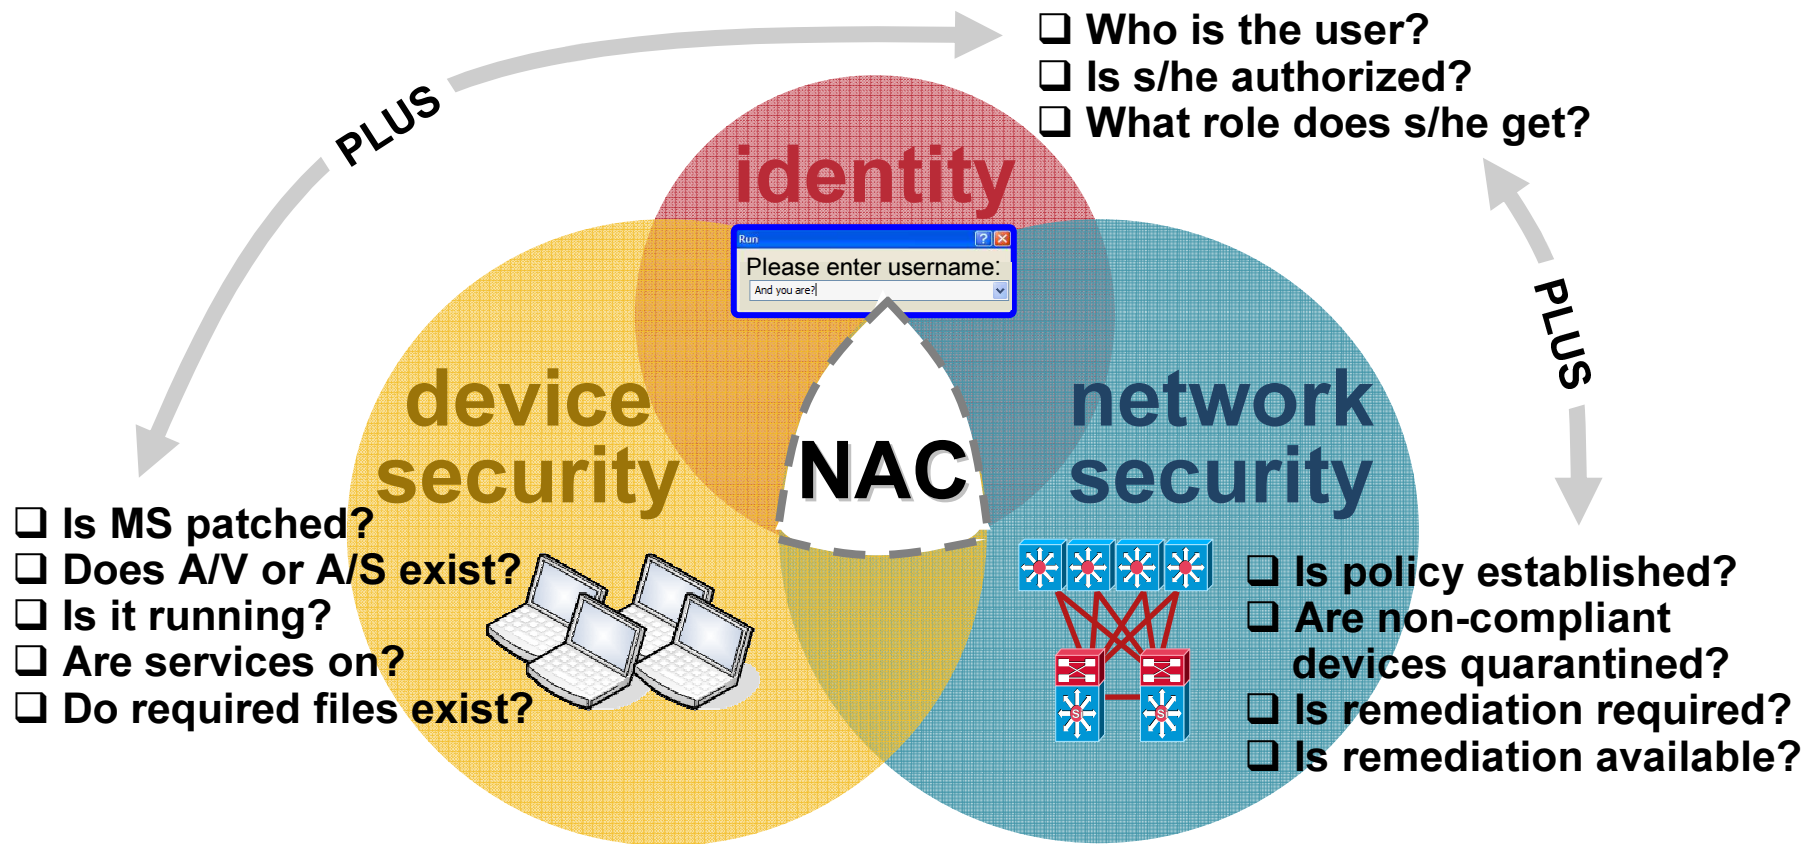 ❑ Who is the user?
❑ Is s/he authorized?
❑ What role does s/he get?
PLUS
identity
Run
Please enter username:
And you are?
PLUS
device
security
network
security
NAC
❑ Is MS patched?
❑ Does A/V or A/S exist?
❑ Is it running?
❑ Are services on?
❑ Do required files exist?
❑ Is policy established?
❑ Are non-compliant
devices quarantined?
❑ Is remediation required?
❑ Is remediation available?
S
S